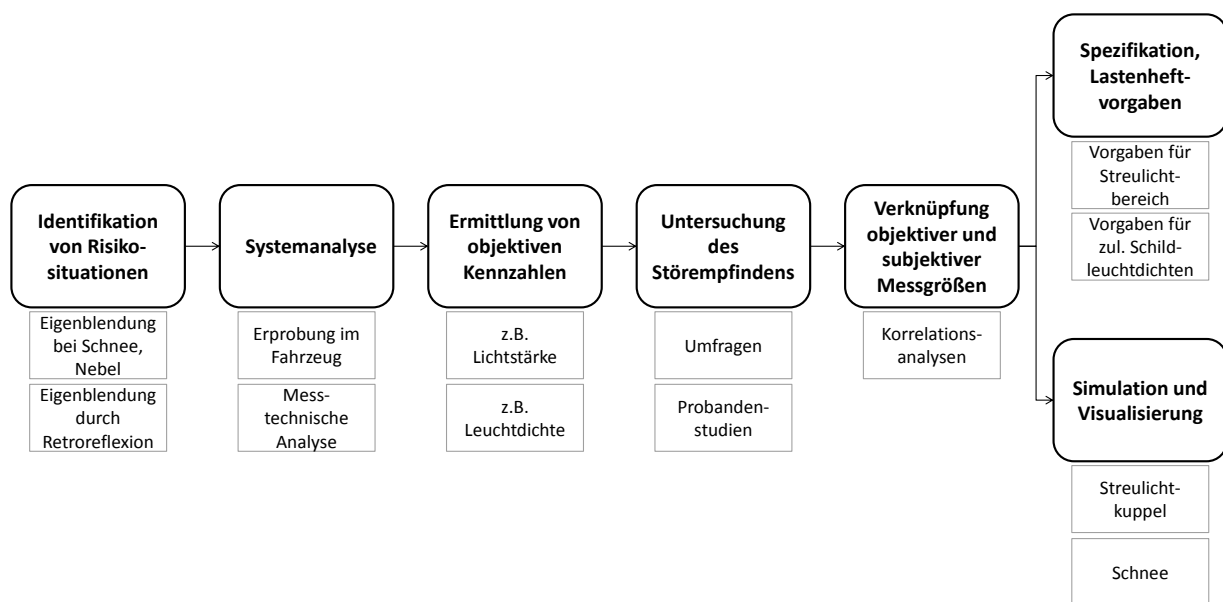 Identifikation
von Risiko-
situationen
Eigenblendung
bei Schnee,
Nebel
Eigenblendung
durch
Retroreflexion
Systemanalyse
Erprobung im
Fahrzeug
Mess-
technische
Analyse
Ermittlung von
objektiven
Kennzahlen
z.B.
Lichtstärke
z.B.
Leuchtdichte
Untersuchung
des
Störempfindens
Umfragen
Probanden-
studien
Verknüpfung
objektiver und
subjektiver
Messgrößen
Korrelations-
analysen
Spezifikation,
Lastenheft-
vorgaben
Vorgaben für
Streulicht-
bereich
Vorgaben für
zul. Schild-
leuchtdichten
Simulation und
Visualisierung
Streulicht-
kuppel
Schnee